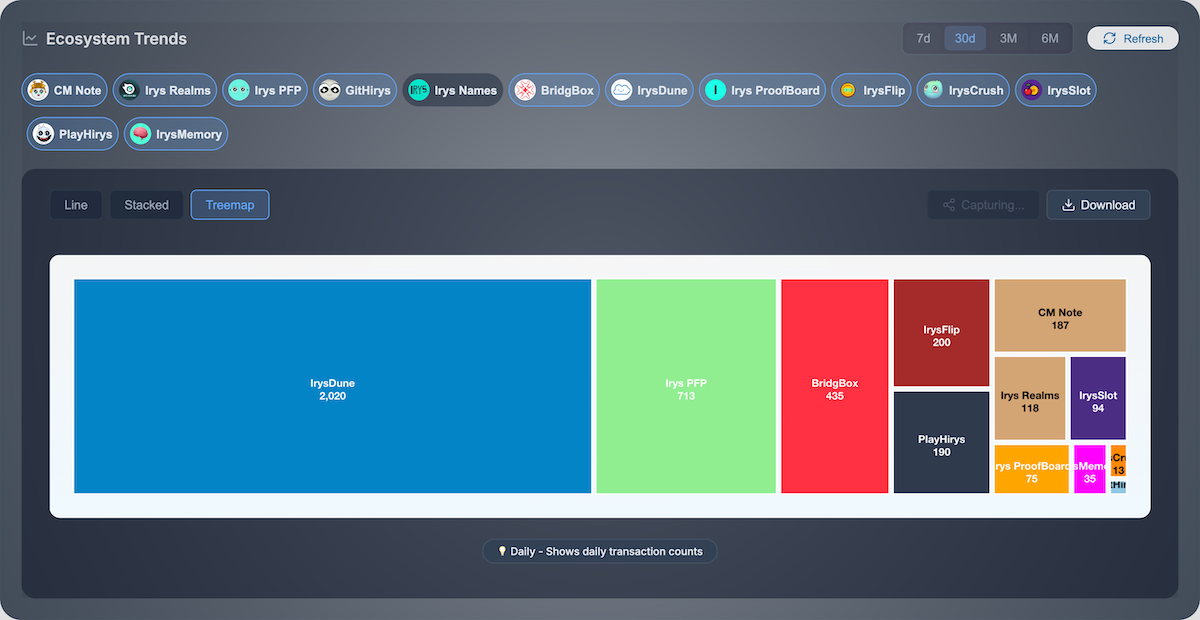 Ecosystem Trends
7d 30d 3M 6M Refresh
CM Note Irys Realms Irys PFP GitHirys IRYS Irys Names BridgBox IrysDune I Irys ProofBoard IrysFlip IrysCrush IrysSlot
PlayHirys IrysMemory
Line Stacked Treemap Capturing... Download
IrysDune
2,020
Irys PFP
713
BridgBox
435
IrysFlip
200
PlayHirys
190
CM Note
187
Irys Realms
118
IrysSlot
94
rys ProofBoard
75
sMem
35
sCr
13
Hir
Daily - Shows daily transaction counts